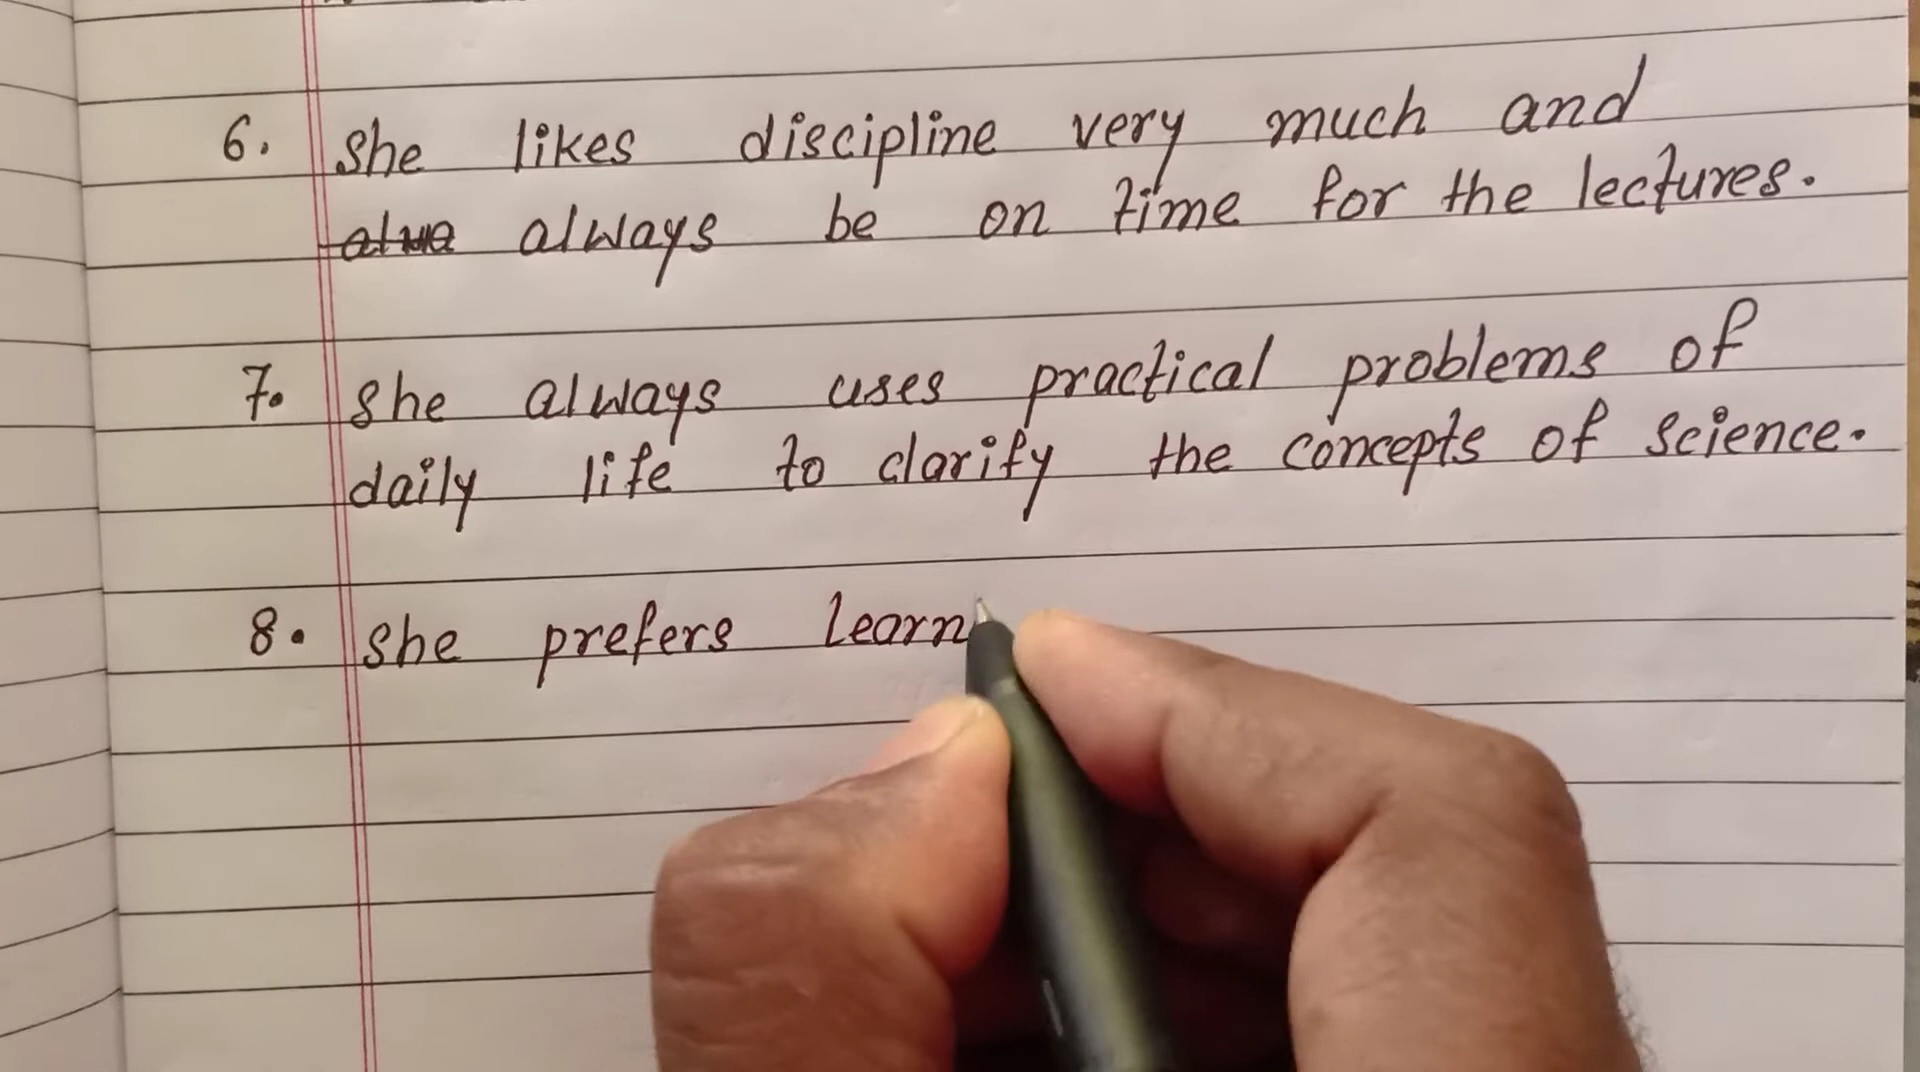 6. She likes discipline very much and
always be on time for the lectures.
7. She always uses practical problems of
daily life to clarify the concepts of science.
8. She prefers learn